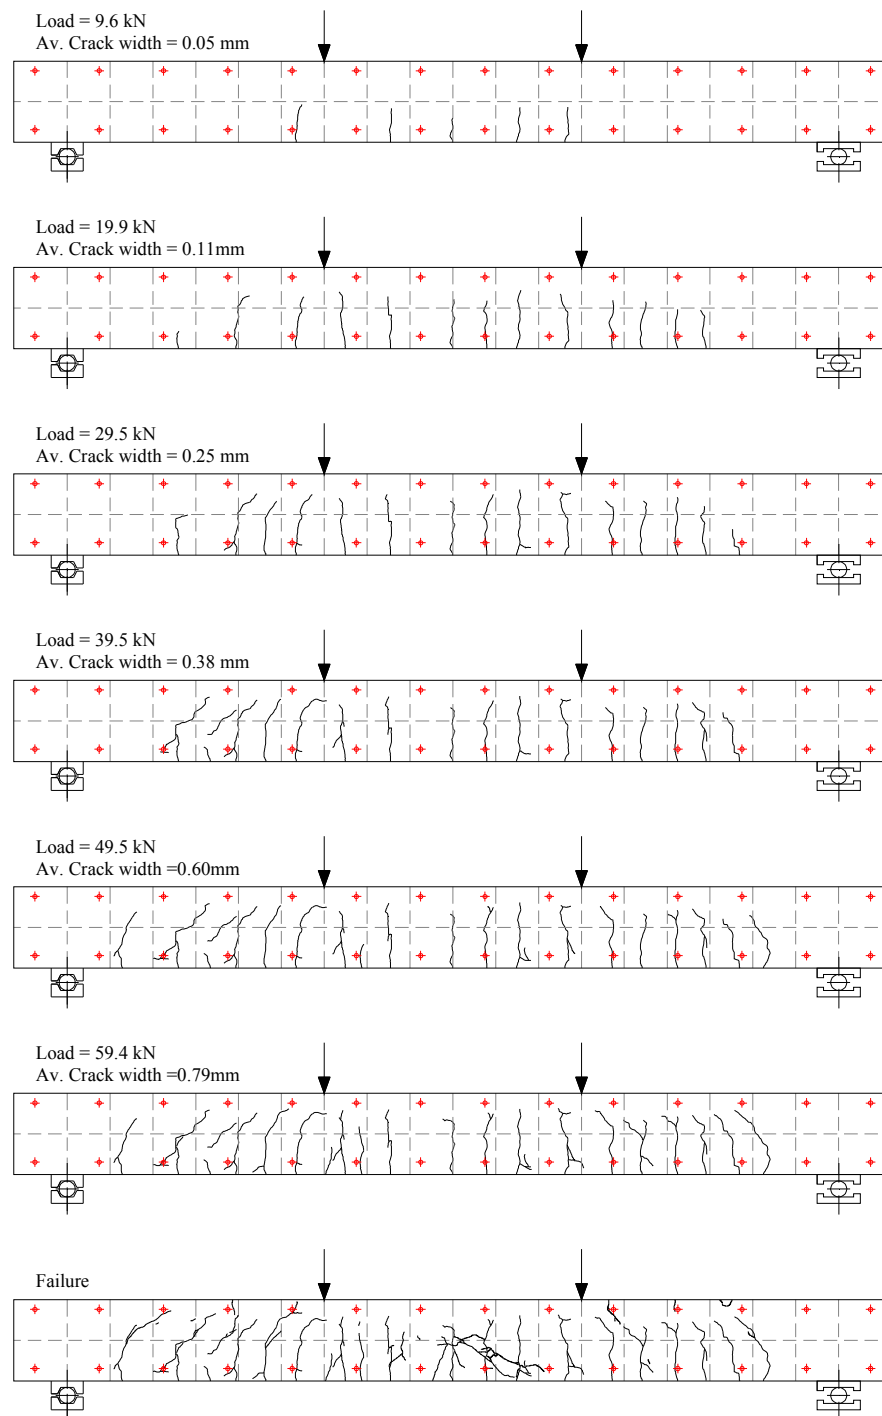 Load = 9.6 kN
Av. Crack width = 0.05 mm
Load = 19.9 kN
Av. Crack width = 0.11mm
Load = 29.5 kN
Av. Crack width = 0.25 mm
Load = 39.5 kN
Av. Crack width = 0.38 mm
Load = 49.5 kN
Av. Crack width =0.60mm
Load = 59.4 kN
Av. Crack width =0.79mm
Failure